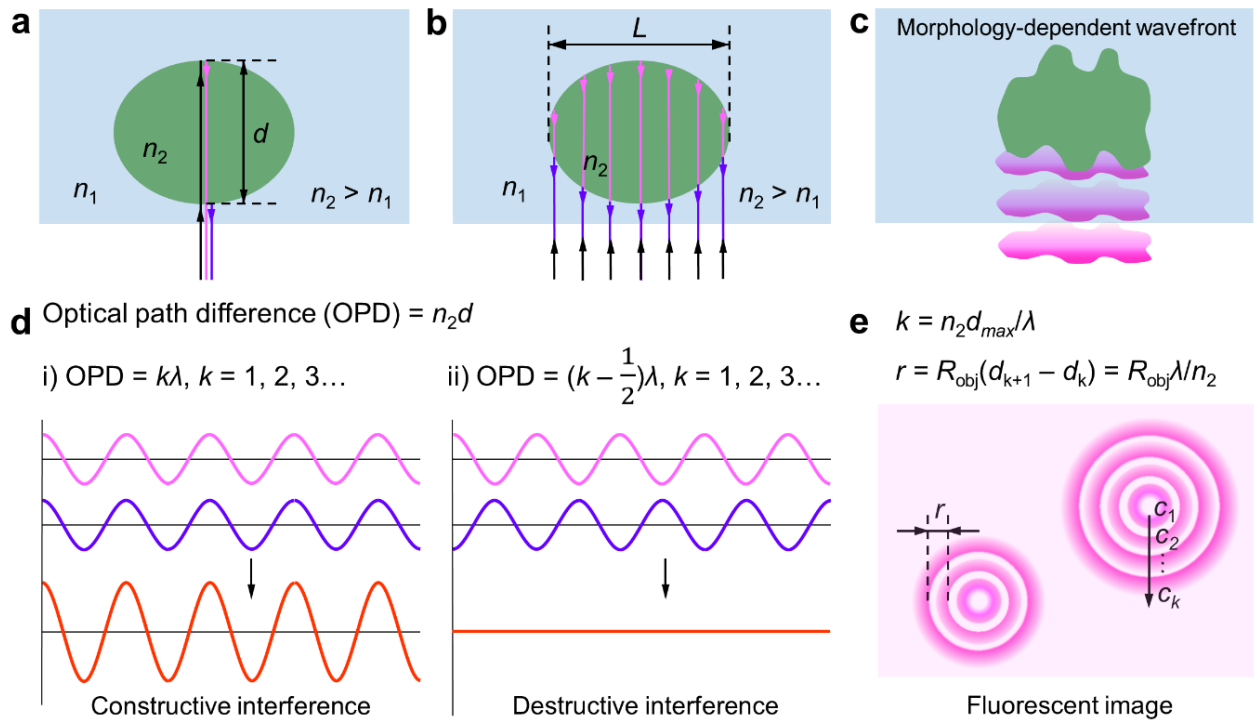 a
d
n2
n1
n2 > n1
b
L
n2
n1
n2 > n1
c
Morphology-dependent wavefront
d
Optical path difference (OPD) = n2d
i) OPD = kλ, k = 1, 2, 3…
Constructive interference
ii) OPD = (k – 1/2)λ, k = 1, 2, 3…
Destructive interference
e
k = n2dmax/λ
r = Robj(dk+1 – dk) = Robjλ/n2
r
c1
c2
⋮
ck
Fluorescent image